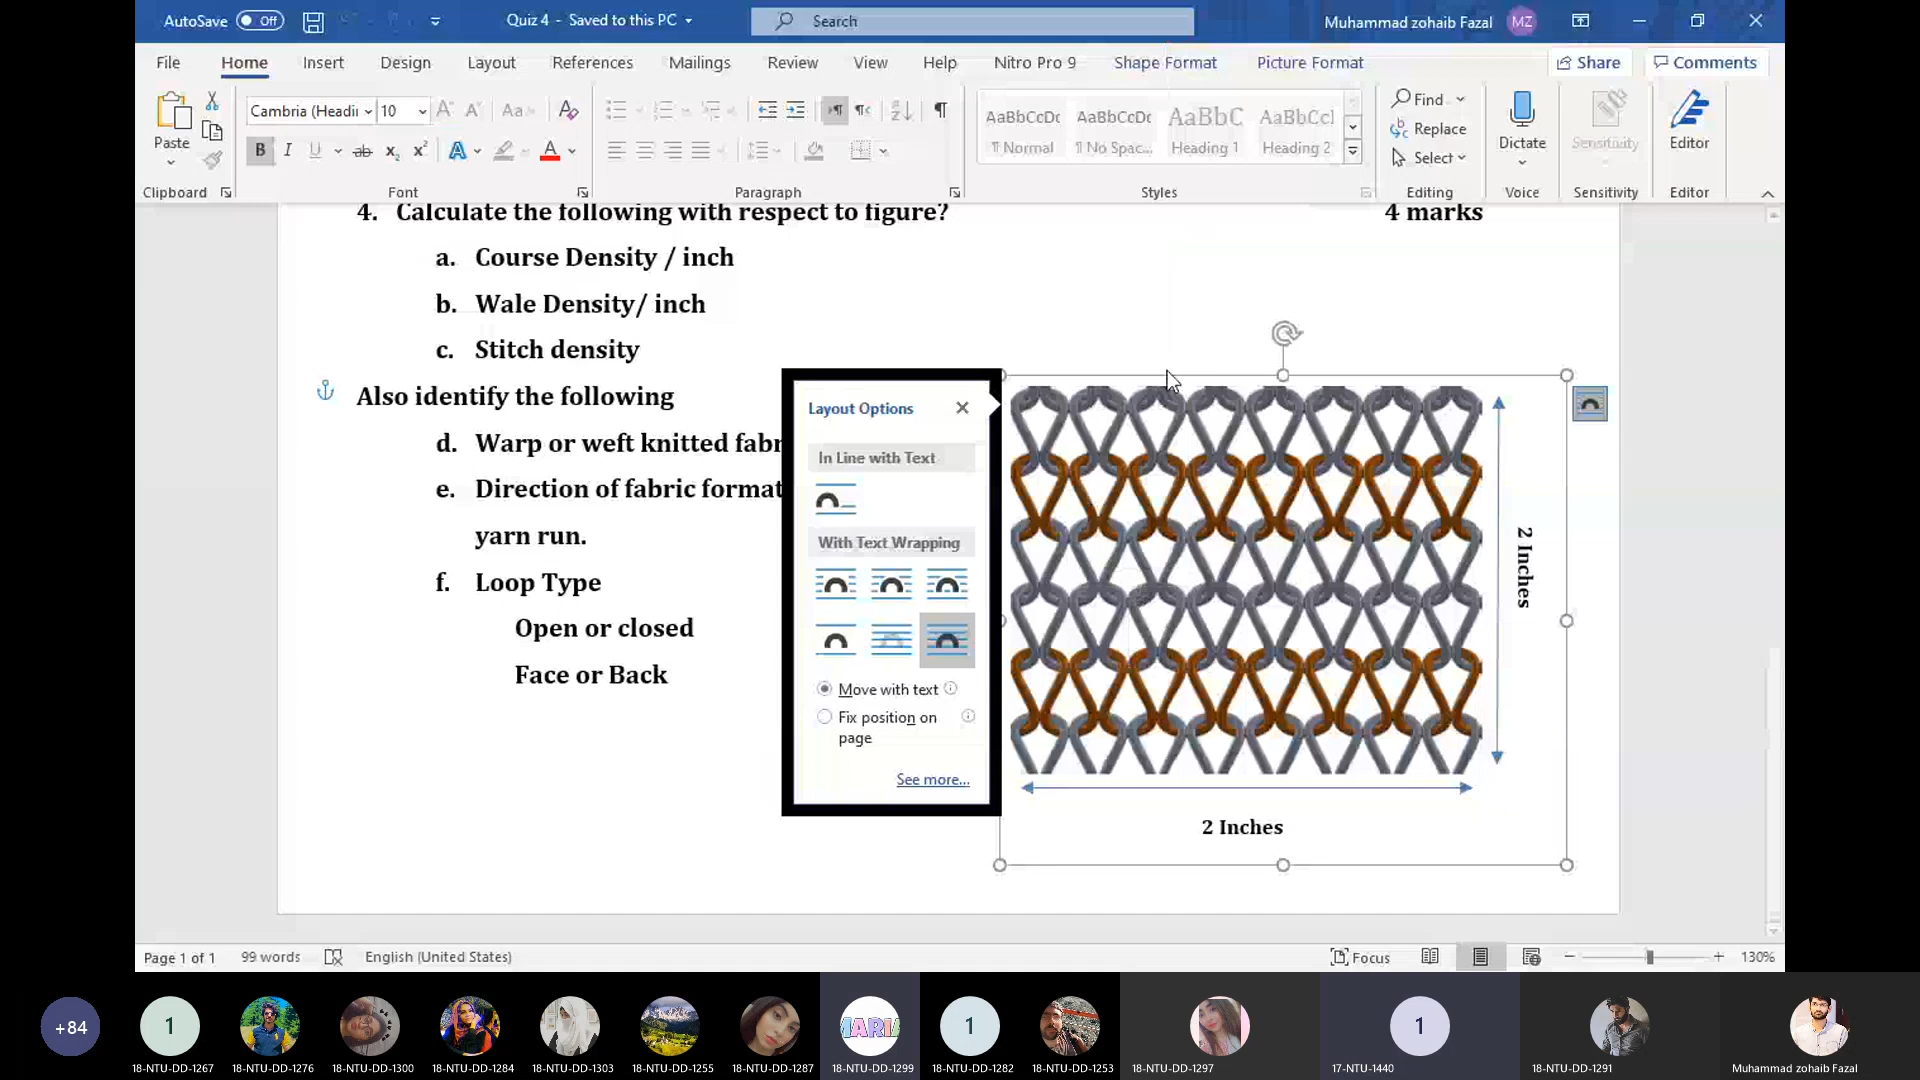 AutoSave Off Quiz 4 - Saved to this PC Search Muhammad zohaib Fazal MZ
File Home Insert Design Layout References Mailings Review View Help Nitro Pro 9 Shape Format Picture Format Share Comments
Paste
Cambria (Headi 10
Aa
AaBbCcDc AaBbCcDc AaBbC AaBbCcl
¶ Normal ¶ No Spac... Heading 1 Heading 2
Find
Replace
Select
Dictate Sensitivity Editor
Clipboard Font Paragraph Styles Editing Voice Sensitivity Editor
4. Calculate the following with respect to figure? 4 marks
a. Course Density / inch
b. Wale Density/ inch
c. Stitch density
Also identify the following
d. Warp or weft knitted fabr
e. Direction of fabric format
yarn run.
f. Loop Type
Open or closed
Face or Back
Layout Options
In Line with Text
With Text Wrapping
Move with text
Fix position on
page
See more...
2 Inches
2 Inches
Page 1 of 1 99 words English (United States) Focus 130%
+84
1 1 1
MARIA
18-NTU-DD-1267 18-NTU-DD-1276 18-NTU-DD-1300 18-NTU-DD-1284 18-NTU-DD-1303 18-NTU-DD-1255 18-NTU-DD-1287 18-NTU-DD-1299 18-NTU-DD-1282 18-NTU-DD-1253 18-NTU-DD-1297 17-NTU-1440 18-NTU-DD-1291 Muhammad zohaib Fazal